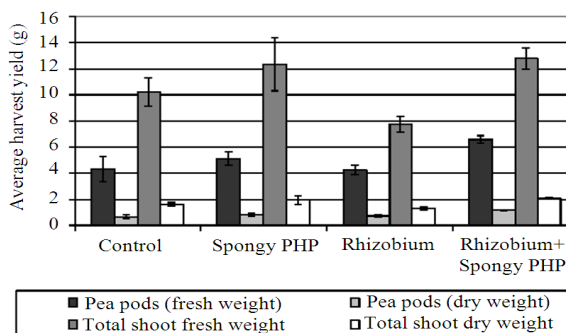 Average harvest yield (g)
16
14
12
10
8
6
4
2
0
Control
Spongy PHP
Rhizobium
Rhizobium+
Spongy PHP
Pea pods (fresh weight)
Pea pods (dry weight)
Total shoot fresh weight
Total shoot dry weight